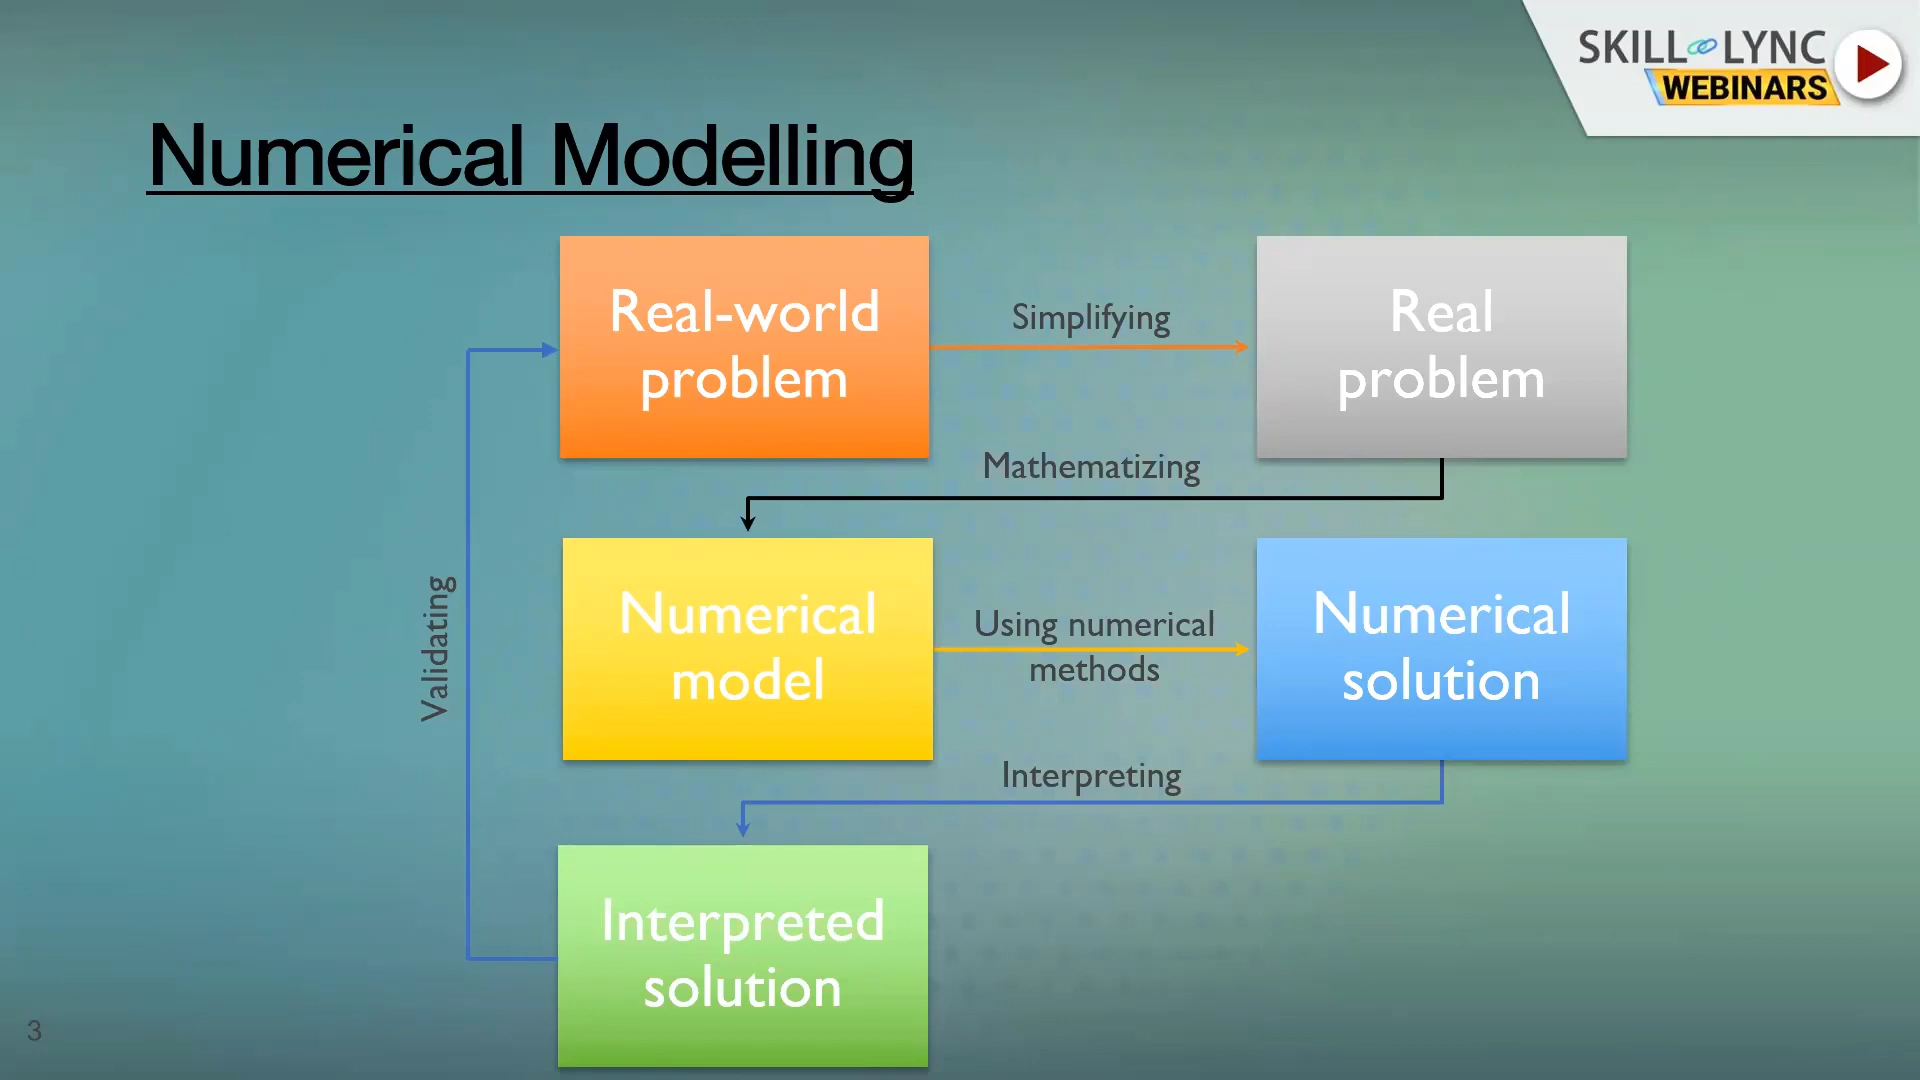 SKILL LYNC
WEBINARS
Numerical Modelling
Real-world
problem
Simplifying
Real
problem
Mathematizing
Numerical
model
Using numerical
methods
Numerical
solution
Validating
Interpreting
Interpreted
solution
3